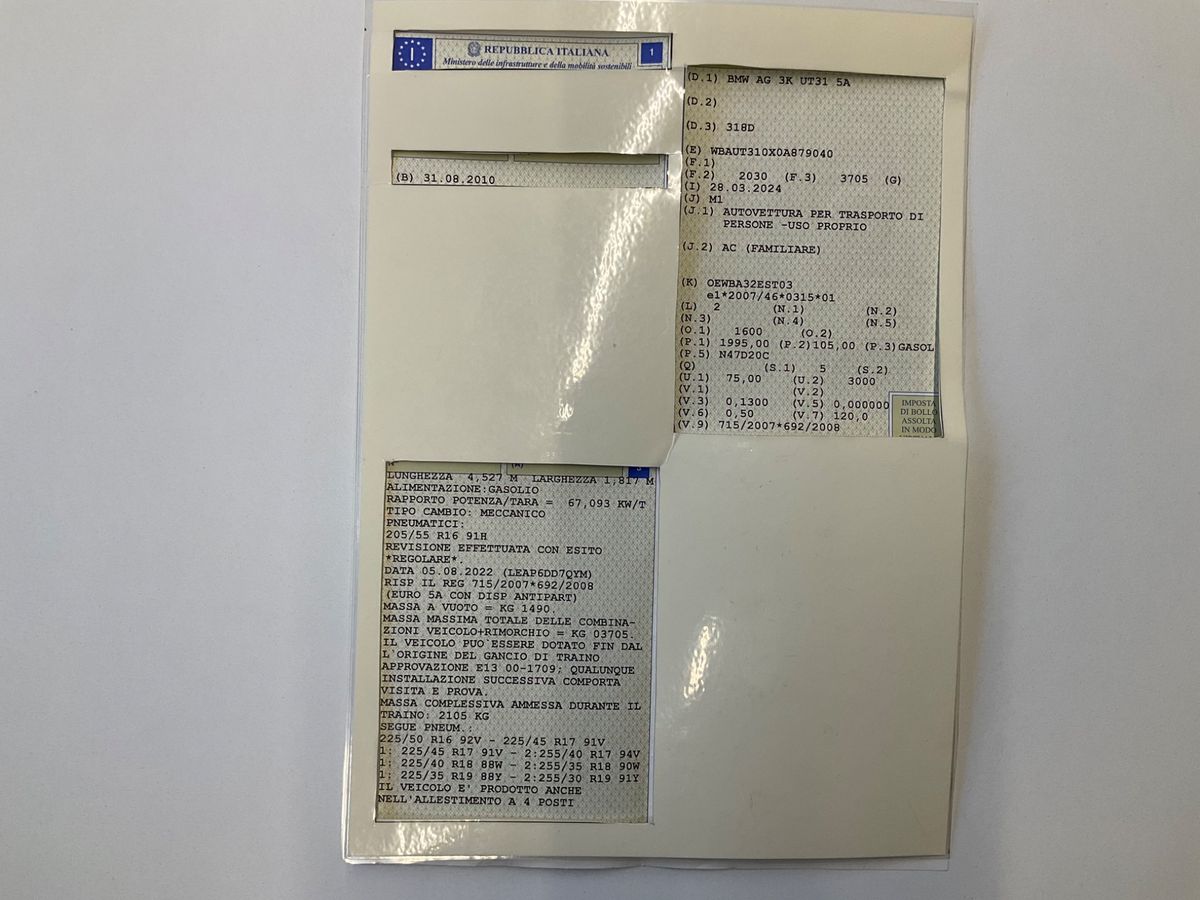 I
REPUBBLICA ITALIANA
1
Ministero delle infrastrutture e della mobilità sostenibili
(B) 31.08.2010
(D.1) BMW AG 3K UT31 5A
(D.2)
(D.3) 318D
(E) WBAUT310X0A879040
(F.1)
(F.2) 2030 (F.3) 3705 (G)
(I) 28.03.2024
(J) M1
(J.1) AUTOVETTURA PER TRASPORTO DI
PERSONE -USO PROPRIO
(J.2) AC (FAMILIARE)
(K) OEWBA32EST03
e1*2007/46*0315*01
(L) 2 (N.1) (N.2)
(N.3) (N.4) (N.5)
(O.1) 1600 (O.2)
(P.1) 1995,00 (P.2)105,00 (P.3)GASOL
(P.5) N47D20C
(Q) (S.1) 5 (S.2)
(U.1) 75,00 (U.2) 3000
(V.1) (V.2)
(V.3) 0,1300 (V.5) 0,000000
(V.6) 0,50 (V.7) 120,0
(V.9) 715/2007*692/2008
IMPOSTA
DI BOLLO
ASSOLTA
IN MODO
LUNGHEZZA 4,527 M LARGHEZZA 1,817 M
ALIMENTAZIONE:GASOLIO
RAPPORTO POTENZA/TARA = 67,093 KW/T
TIPO CAMBIO: MECCANICO
PNEUMATICI:
205/55 R16 91H
REVISIONE EFFETTUATA CON ESITO
*REGOLARE*.
DATA 05.08.2022 (LEAP6DD7QYM)
RISP IL REG 715/2007*692/2008
(EURO 5A CON DISP ANTIPART)
MASSA A VUOTO = KG 1490.
MASSA MASSIMA TOTALE DELLE COMBINA-
ZIONI VEICOLO+RIMORCHIO = KG 03705.
IL VEICOLO PUO`ESSERE DOTATO FIN DAL
L'ORIGINE DEL GANCIO DI TRAINO
APPROVAZIONE E13 00-1709; QUALUNQUE
INSTALLAZIONE SUCCESSIVA COMPORTA
VISITA E PROVA.
MASSA COMPLESSIVA AMMESSA DURANTE IL
TRAINO: 2105 KG
SEGUE PNEUM.:
225/50 R16 92V - 225/45 R17 91V
1: 225/45 R17 91V - 2:255/40 R17 94V
1: 225/40 R18 88W - 2:255/35 R18 90W
1: 225/35 R19 88Y - 2:255/30 R19 91Y
IL VEICOLO E' PRODOTTO ANCHE
NELL'ALLESTIMENTO A 4 POSTI